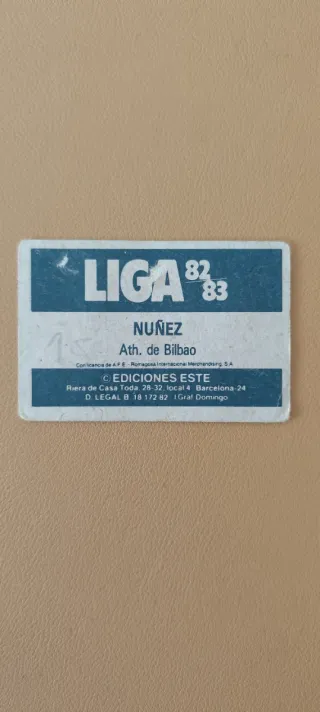 LIGA 82/83
NUÑEZ
Ath. de Bilbao
Con licencia de A.F.E. - Romagosa International Merchandising, S.A.
© EDICIONES ESTE
Riera de Casa Toda, 28-32, local 4 Barcelona-24
D. LEGAL B. 18 172 82 I.Graf Domingo